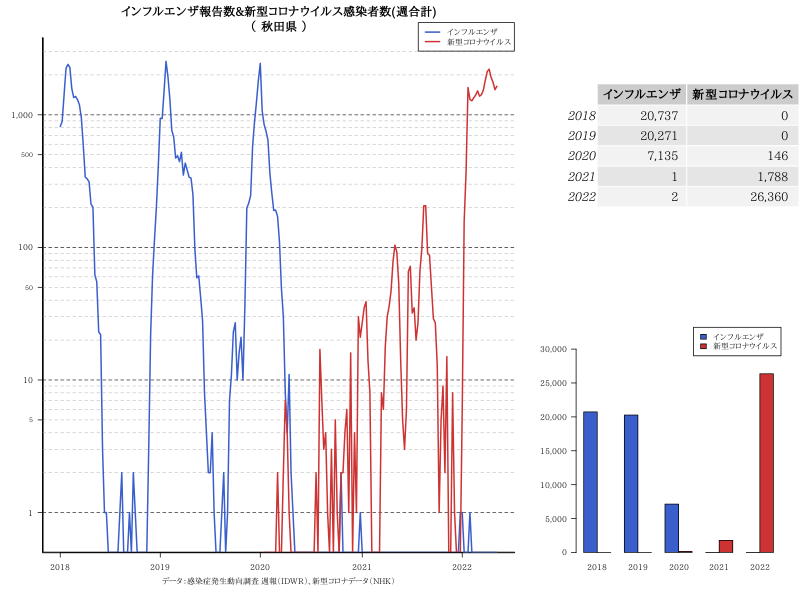 インフルエンザ報告数&新型コロナウイルス感染者数(週合計)
( 秋田県 )
インフルエンザ
新型コロナウイルス
1,000
500
100
50
10
5
1
2018 2019 2020 2021 2022
データ:感染症発生動向調査 週報(IDWR)、新型コロナデータ(NHK)
インフルエンザ 新型コロナウイルス
2018 20,737 0
2019 20,271 0
2020 7,135 146
2021 1 1,788
2022 2 26,360
インフルエンザ
新型コロナウイルス
30,000
25,000
20,000
15,000
10,000
5,000
0
2018 2019 2020 2021 2022